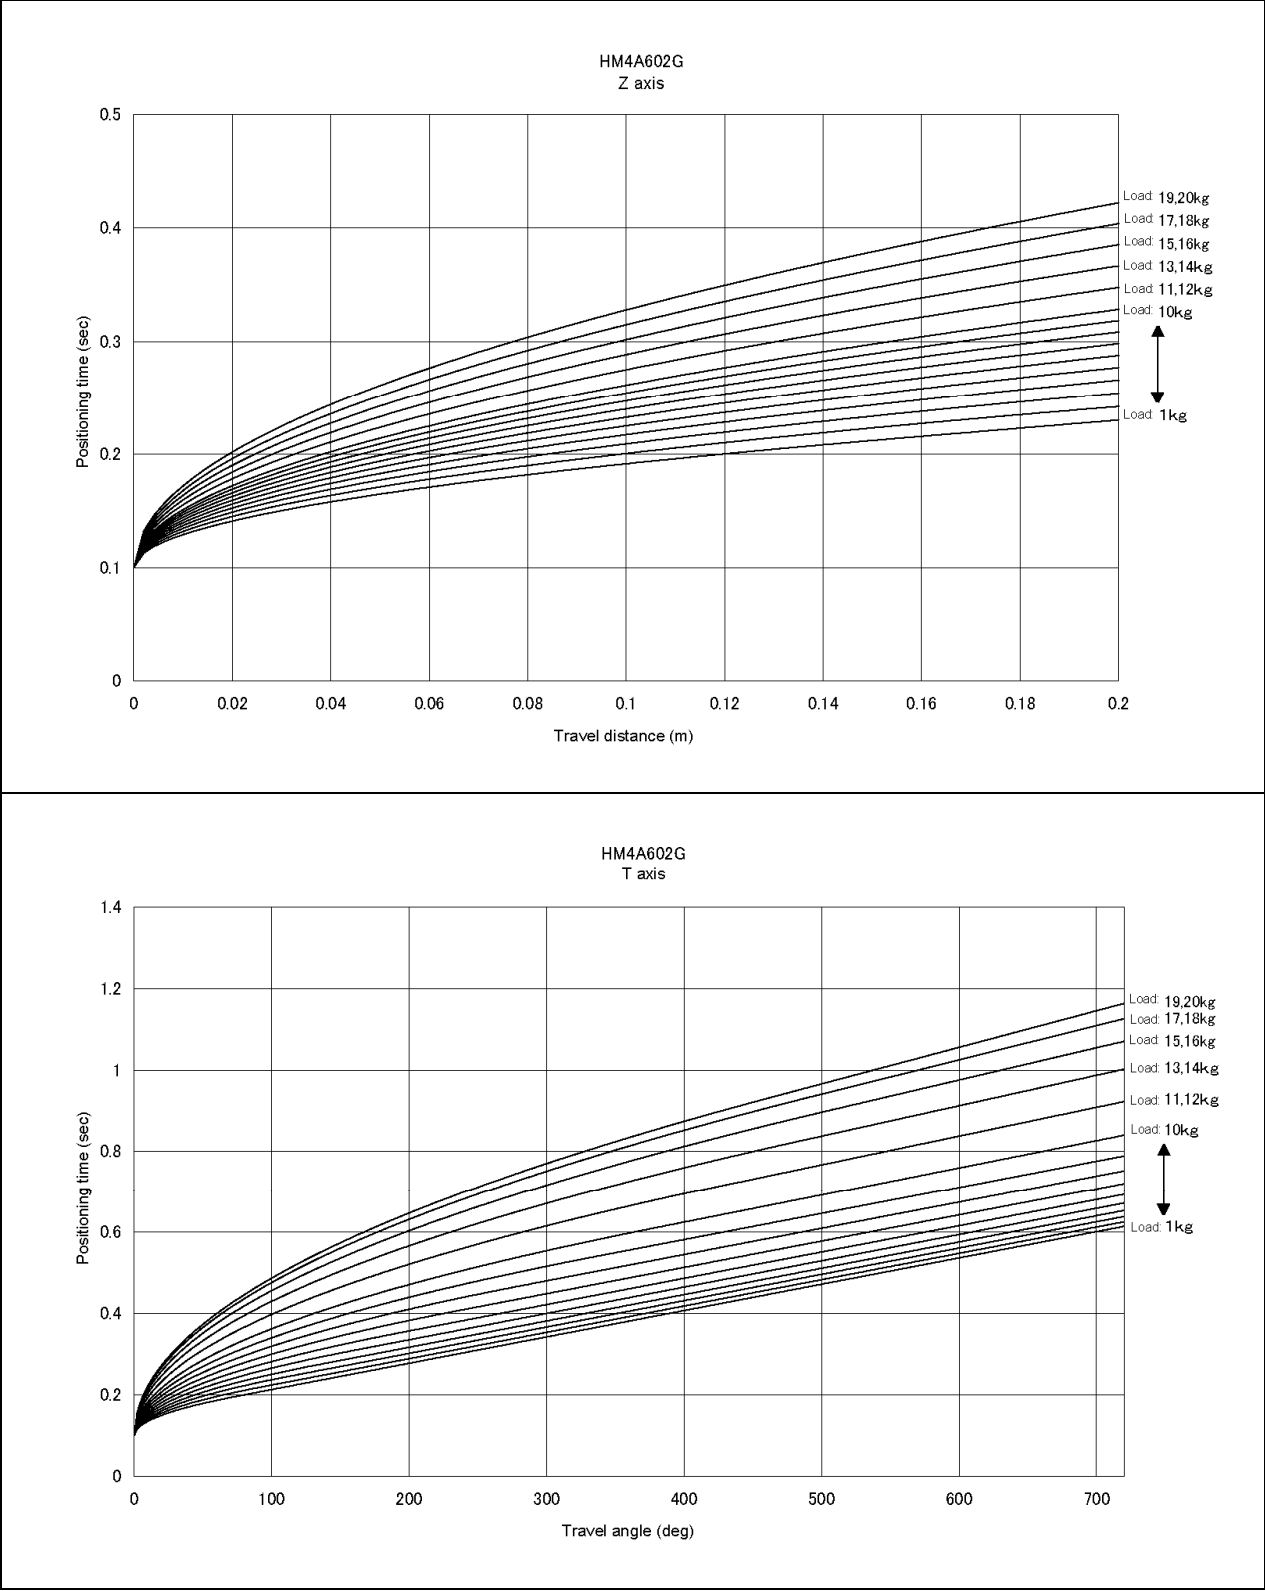 HM4A602G
Z axis
0.5
0.4
0.3
0.2
0.1
0
Positioning time (sec)
Load: 19,20kg
Load: 17,18kg
Load: 15,16kg
Load: 13,14kg
Load: 11,12kg
Load: 10kg
Load: 1kg
0 0.02 0.04 0.06 0.08 0.1 0.12 0.14 0.16 0.18 0.2
Travel distance (m)
HM4A602G
T axis
1.4
1.2
1
0.8
0.6
0.4
0.2
0
Positioning time (sec)
Load: 19,20kg
Load: 17,18kg
Load: 15,16kg
Load: 13,14kg
Load: 11,12kg
Load: 10kg
Load: 1kg
0 100 200 300 400 500 600 700
Travel angle (deg)